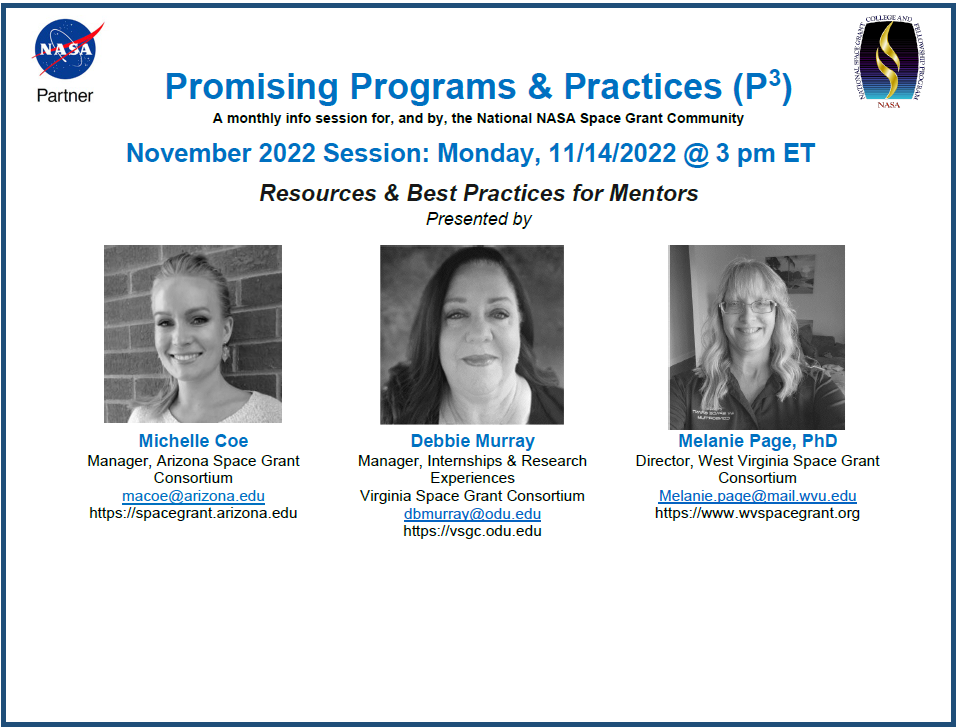 NASA
Partner
NATIONAL SPACE GRANT COLLEGE AND FELLOWSHIP PROGRAM
NASA
Promising Programs & Practices (P³)
A monthly info session for, and by, the National NASA Space Grant Community
November 2022 Session: Monday, 11/14/2022 @ 3 pm ET
Resources & Best Practices for Mentors
Presented by
Michelle Coe
Manager, Arizona Space Grant
Consortium
macoe@arizona.edu
https://spacegrant.arizona.edu
Debbie Murray
Manager, Internships & Research
Experiences
Virginia Space Grant Consortium
dbmurray@odu.edu
https://vsgc.odu.edu
Melanie Page, PhD
Director, West Virginia Space Grant
Consortium
Melanie.page@mail.wvu.edu
https://www.wvspacegrant.org